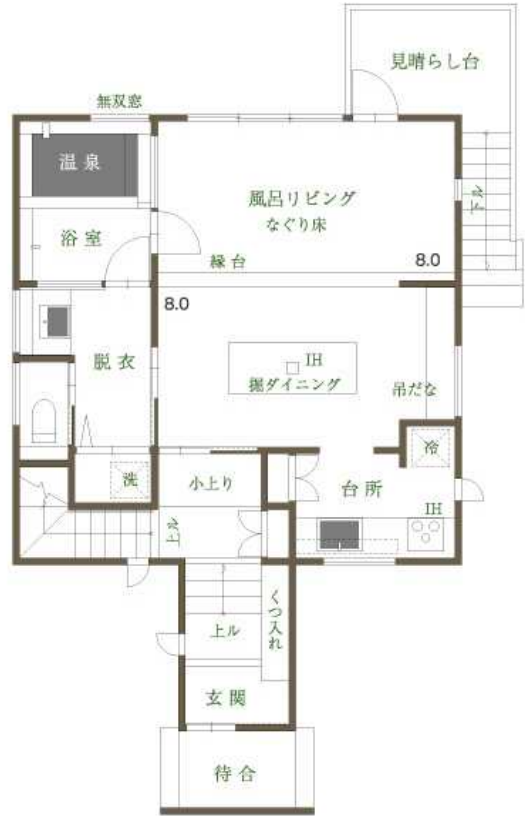 見晴らし台
無双窓
温泉
風呂リビング
なぐり床
下ル
浴室
縁台
8.0
8.0
脱衣
IH
掘ダイニング
吊だな
冷
洗
小上り
台所
IH
上ル
くつ入れ
上ル
玄関
待合